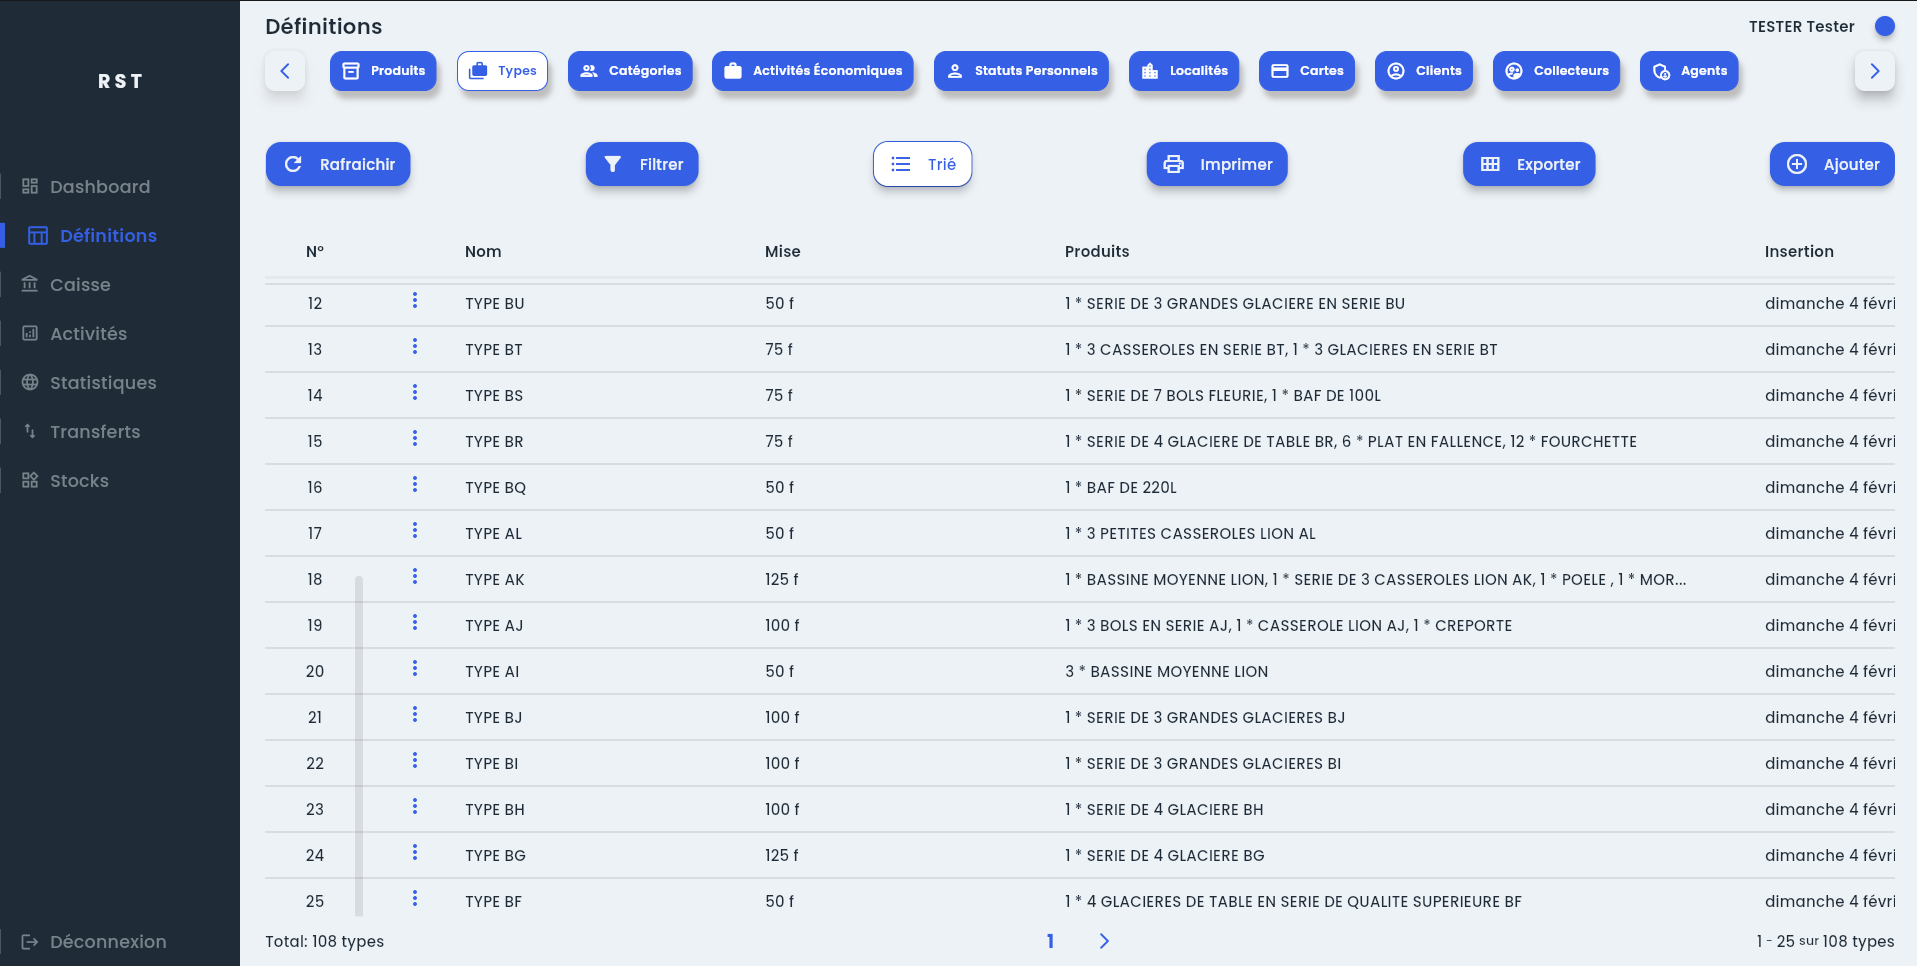 RST
Dashboard
Définitions
Caisse
Activités
Statistiques
Transferts
Stocks
Déconnexion
Définitions
TESTER Tester
Produits Types Catégories Activités Économiques Statuts Personnels Localités Cartes Clients Collecteurs Agents
Rafraichir Filtrer Trié Imprimer Exporter Ajouter
N° Nom Mise Produits Insertion
12 TYPE BU 50 f 1 * SERIE DE 3 GRANDES GLACIERE EN SERIE BU dimanche 4 févri
13 TYPE BT 75 f 1 * 3 CASSEROLES EN SERIE BT, 1 * 3 GLACIERES EN SERIE BT dimanche 4 févri
14 TYPE BS 75 f 1 * SERIE DE 7 BOLS FLEURIE, 1 * BAF DE 100L dimanche 4 févri
15 TYPE BR 75 f 1 * SERIE DE 4 GLACIERE DE TABLE BR, 6 * PLAT EN FALLENCE, 12 * FOURCHETTE dimanche 4 févri
16 TYPE BQ 50 f 1 * BAF DE 220L dimanche 4 févri
17 TYPE AL 50 f 1 * 3 PETITES CASSEROLES LION AL dimanche 4 févri
18 TYPE AK 125 f 1 * BASSINE MOYENNE LION, 1 * SERIE DE 3 CASSEROLES LION AK, 1 * POELE , 1 * MOR... dimanche 4 févri
19 TYPE AJ 100 f 1 * 3 BOLS EN SERIE AJ, 1 * CASSEROLE LION AJ, 1 * CREPORTE dimanche 4 févri
20 TYPE AI 50 f 3 * BASSINE MOYENNE LION dimanche 4 févri
21 TYPE BJ 100 f 1 * SERIE DE 3 GRANDES GLACIERES BJ dimanche 4 févri
22 TYPE BI 100 f 1 * SERIE DE 3 GRANDES GLACIERES BI dimanche 4 févri
23 TYPE BH 100 f 1 * SERIE DE 4 GLACIERE BH dimanche 4 févri
24 TYPE BG 125 f 1 * SERIE DE 4 GLACIERE BG dimanche 4 févri
25 TYPE BF 50 f 1 * 4 GLACIERES DE TABLE EN SERIE DE QUALITE SUPERIEURE BF dimanche 4 févri
Total: 108 types 1 1 - 25 sur 108 types